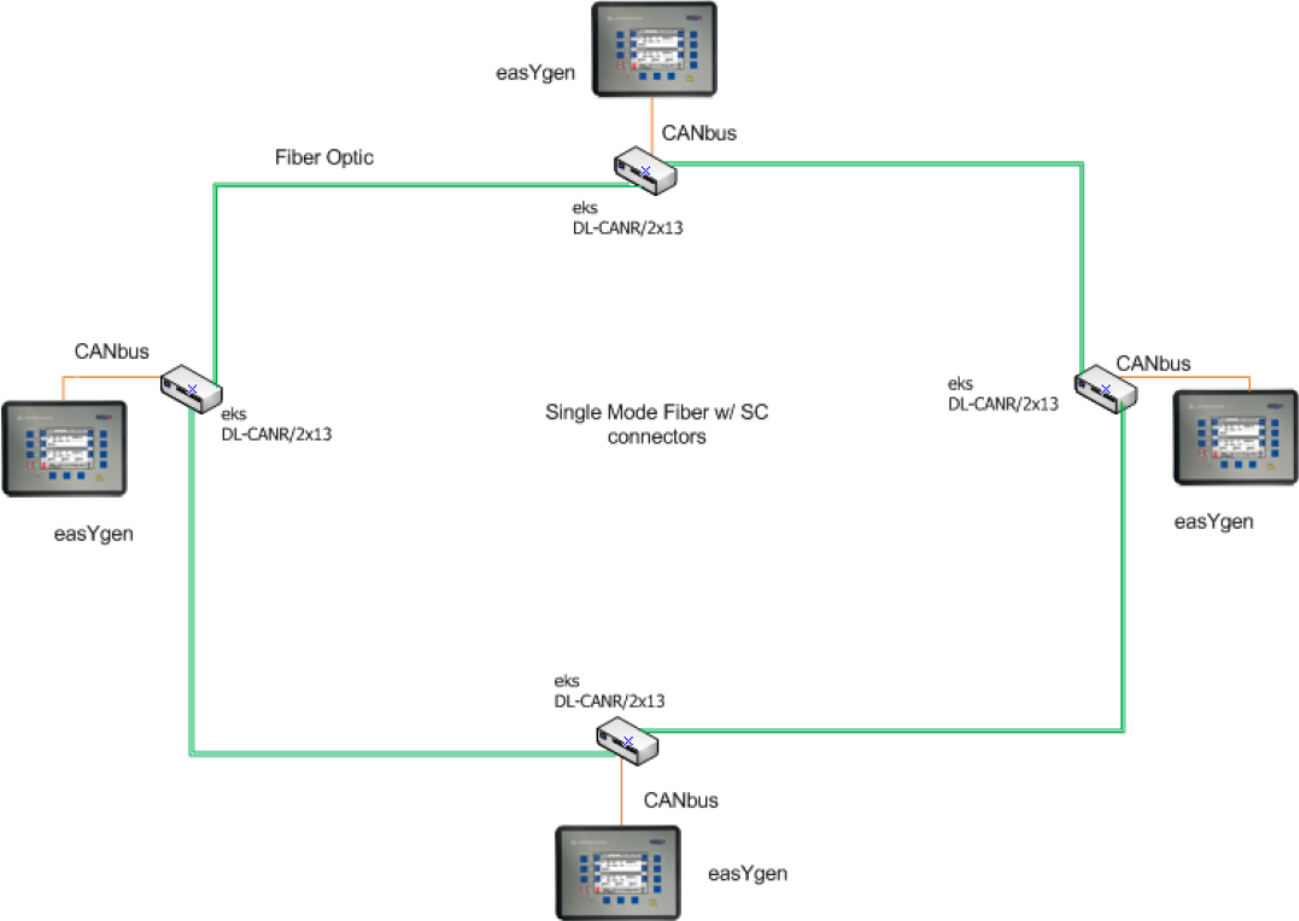 easYgen
CANbus
Fiber Optic
eks
DL-CANR/2x13
CANbus
eks
DL-CANR/2x13
easYgen
Single Mode Fiber w/ SC
connectors
CANbus
eks
DL-CANR/2x13
easYgen
eks
DL-CANR/2x13
CANbus
easYgen